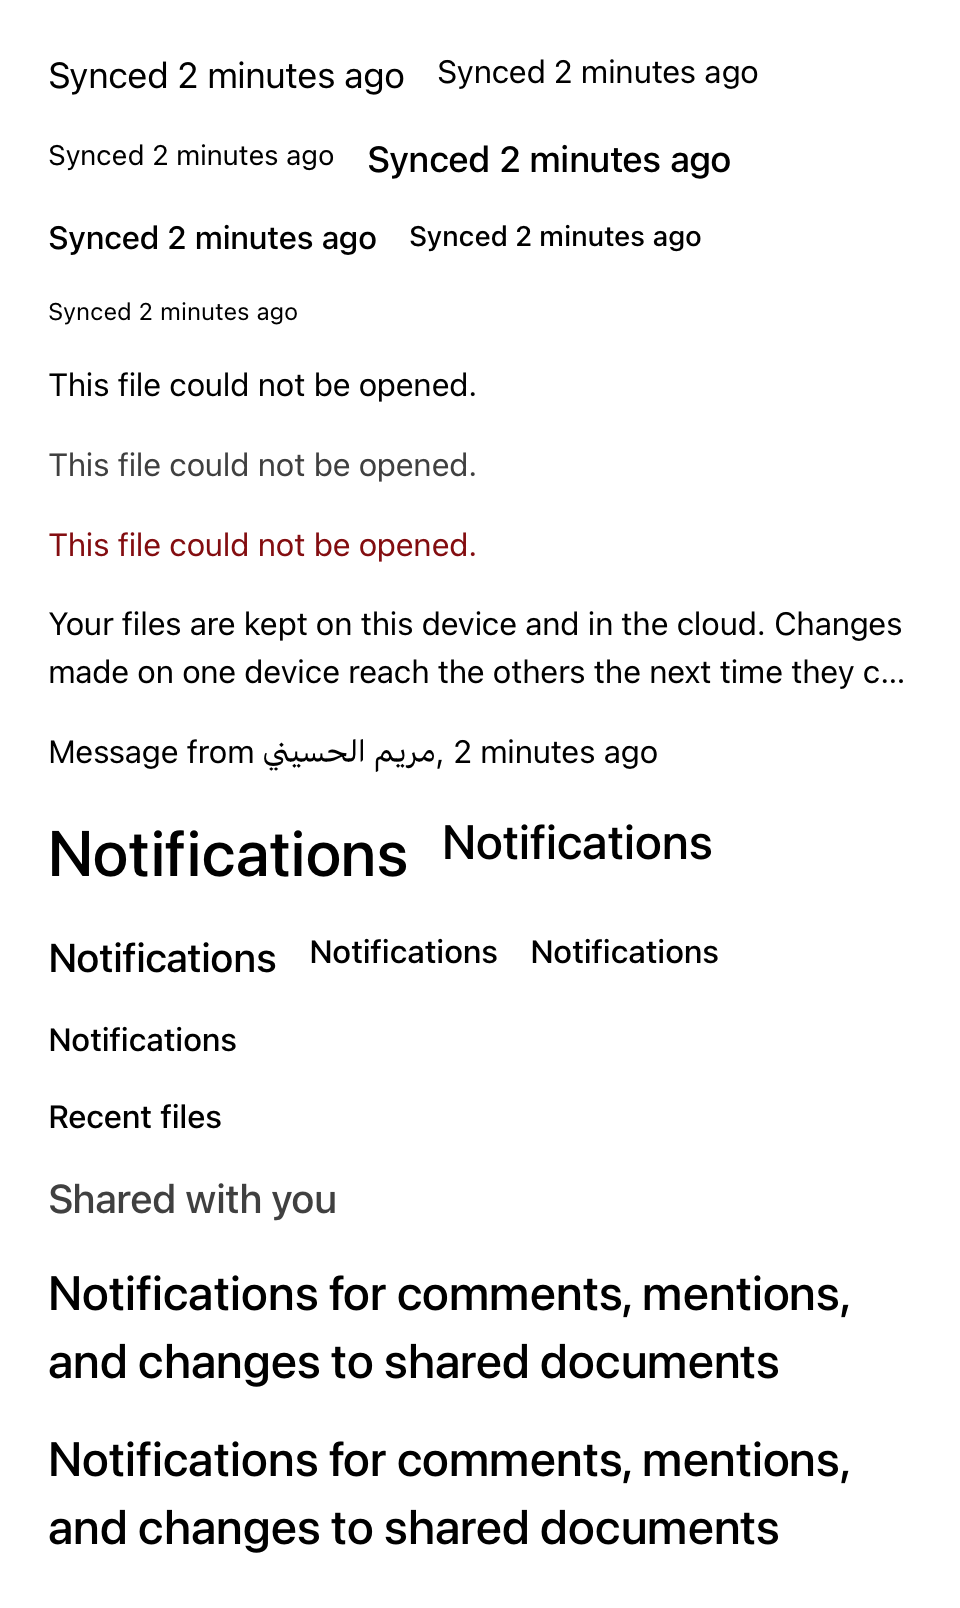 Synced 2 minutes ago Synced 2 minutes ago
Synced 2 minutes ago Synced 2 minutes ago
Synced 2 minutes ago Synced 2 minutes ago
Synced 2 minutes ago
This file could not be opened.
This file could not be opened.
This file could not be opened.
Your files are kept on this device and in the cloud. Changes
made on one device reach the others the next time they c...
Message from مريم الحسيني, 2 minutes ago
Notifications Notifications
Notifications Notifications Notifications
Notifications
Recent files
Shared with you
Notifications for comments, mentions,
and changes to shared documents
Notifications for comments, mentions,
and changes to shared documents